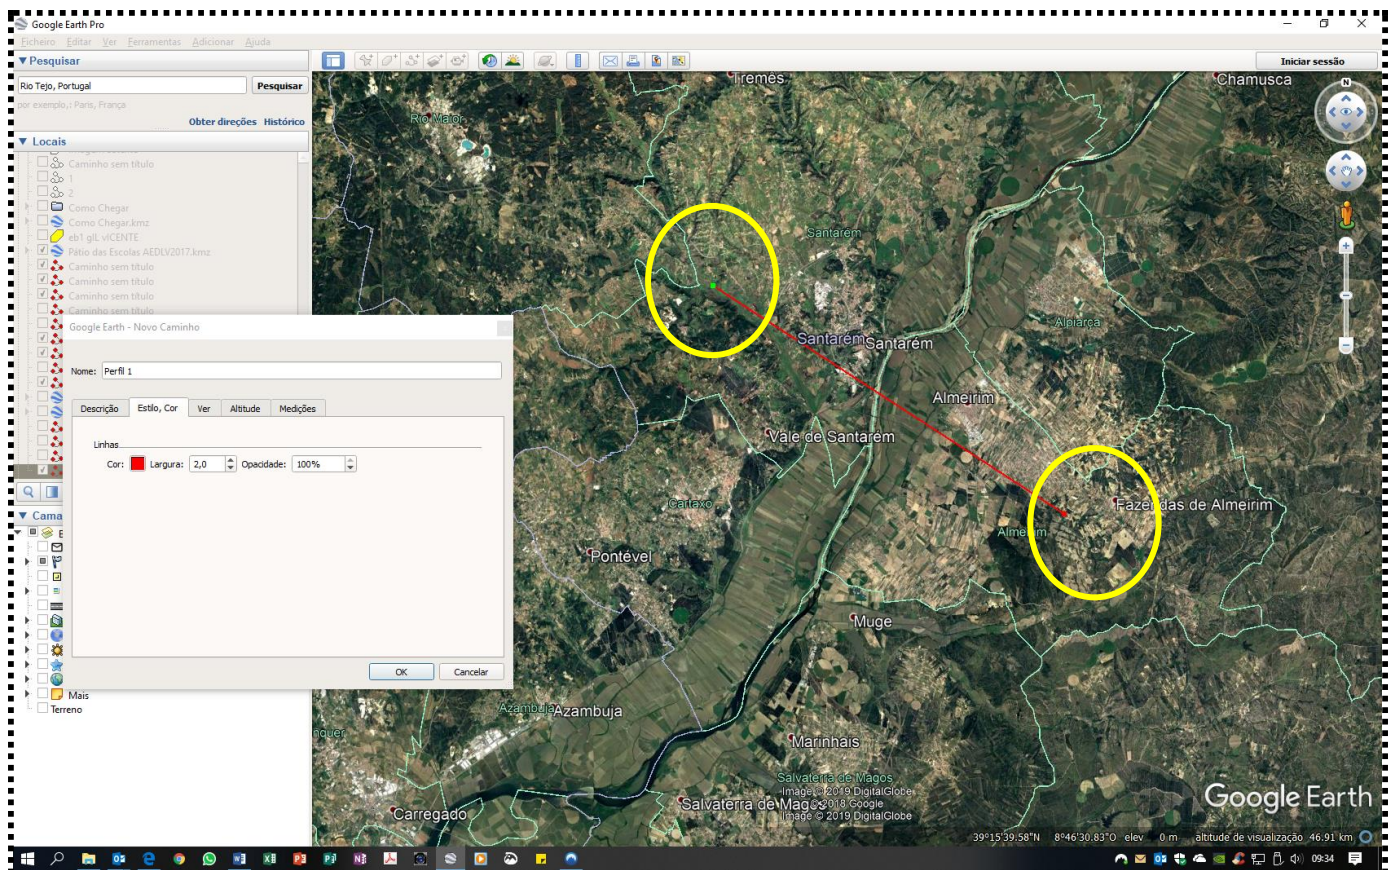 Google Earth Pro
Ficheiro Editar Ver Ferramentas Adicionar Ajuda
Pesquisar
Rio Tejo, Portugal
Pesquisar
por exemplo,: Paris, França
Obter direções Histórico
Locais
Caminho sem título
1
2
Como Chegar
Como Chegar.kmz
eb1 gIL vICENTE
Pátio das Escolas AEDLV2017.kmz
Caminho sem título
Caminho sem título
Caminho sem título
Caminho sem título
Google Earth - Novo Caminho
Nome: Perfil 1
Descrição Estilo, Cor Ver Altitude Medições
Linhas
Cor: Largura: 2,0 Opacidade: 100%
OK Cancelar
Cama
Mais
Terreno
Iniciar sessão
Tremês
Chamusca
N
Rio Maior
Santarém
Alpiarça
Santarém
Santarém
Almeirim
Vale de Santarém
Cartaxo
Fazendas de Almeirim
Almeirim
Pontével
Muge
Azambuja
Azambuja
Marinhais
Salvaterra de Magos
Image © 2019 DigitalGlobe
Salvaterra de Magos
© 2018 Google
Image © 2019 DigitalGlobe
Carregado
Google Earth
39°15'39.58"N 8°46'30.83"O elev 0 m altitude de visualização 46.91 km
09:34